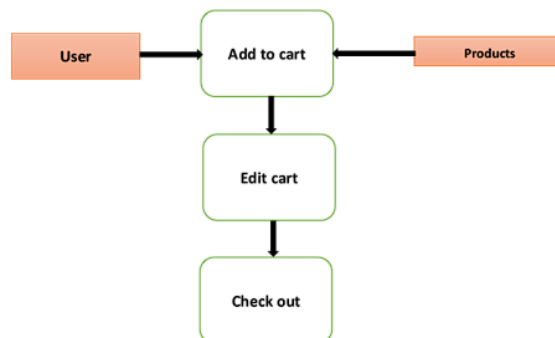 User
Add to cart
Products
Edit cart
Check out